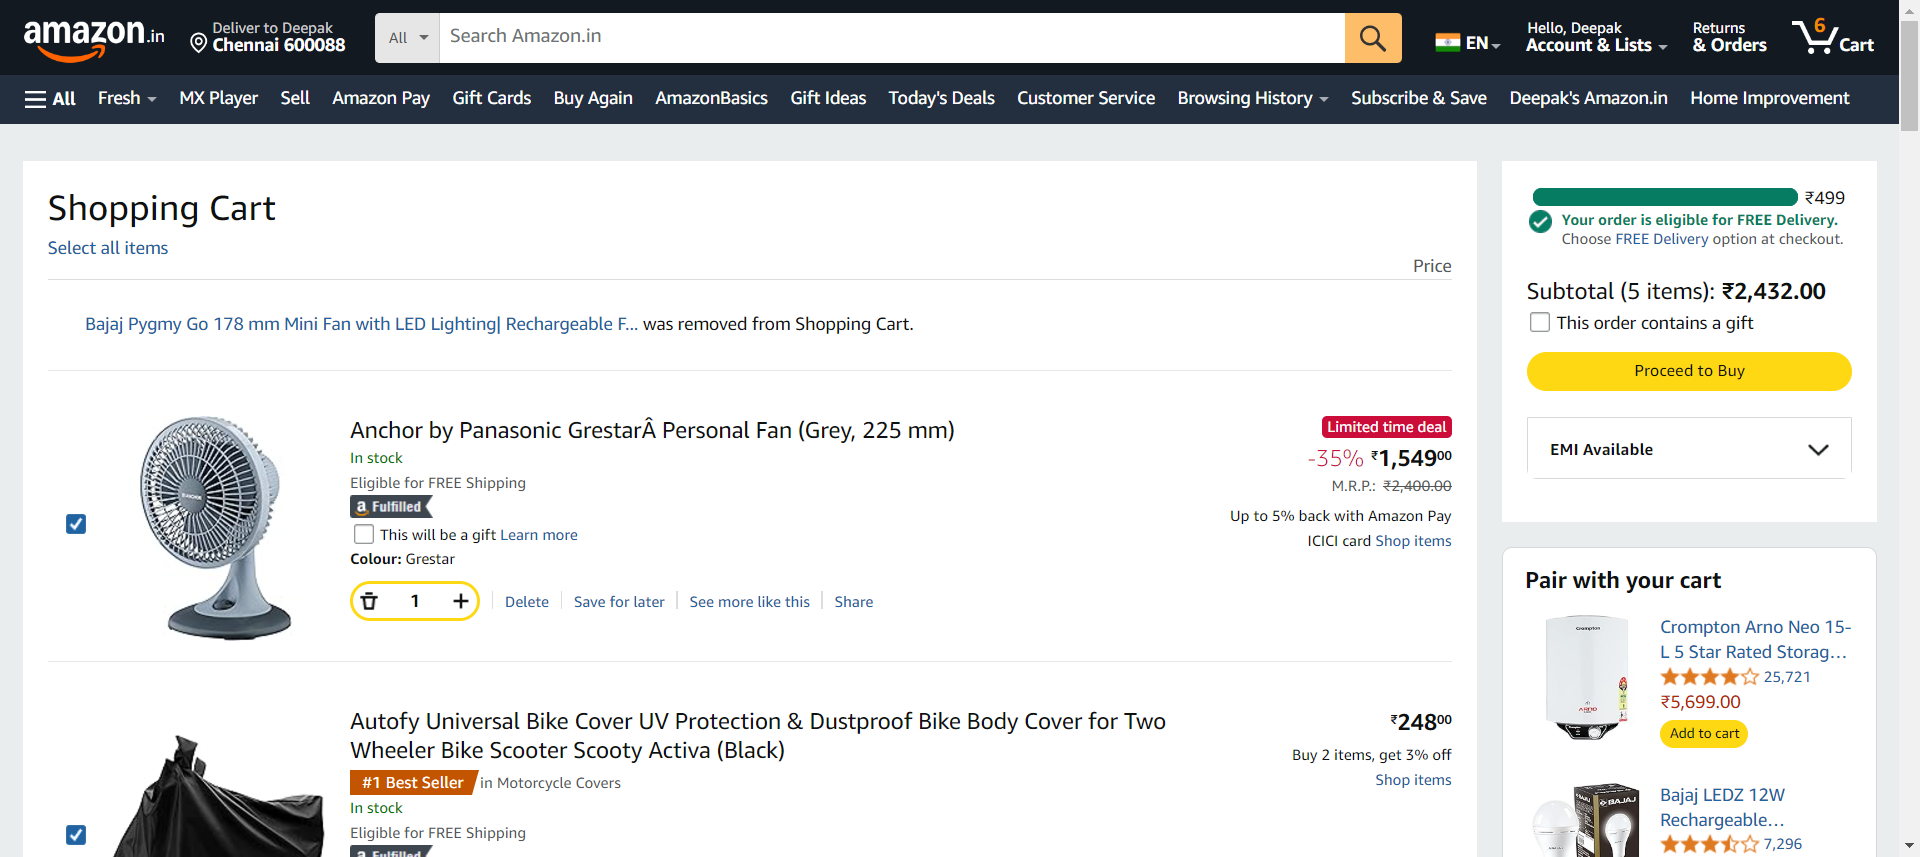 amazon.in
Deliver to Deepak
Chennai 600088
All
Search Amazon.in
EN
Hello, Deepak
Account & Lists
Returns
& Orders
6
Cart
All
Fresh
MX Player
Sell
Amazon Pay
Gift Cards
Buy Again
AmazonBasics
Gift Ideas
Today's Deals
Customer Service
Browsing History
Subscribe & Save
Deepak's Amazon.in
Home Improvement
Shopping Cart
Select all items
Price
Bajaj Pygmy Go 178 mm Mini Fan with LED Lighting| Rechargeable F... was removed from Shopping Cart.
Anchor by Panasonic GrestarÂ Personal Fan (Grey, 225 mm)
In stock
Eligible for FREE Shipping
a Fulfilled
This will be a gift Learn more
Colour: Grestar
1
Delete
Save for later
See more like this
Share
Limited time deal
-35% ₹1,549⁰⁰
M.R.P.: ₹2,400.00
Up to 5% back with Amazon Pay
ICICI card Shop items
Autofy Universal Bike Cover UV Protection & Dustproof Bike Body Cover for Two
Wheeler Bike Scooter Scooty Activa (Black)
#1 Best Seller in Motorcycle Covers
In stock
Eligible for FREE Shipping
a Fulfilled
₹248⁰⁰
Buy 2 items, get 3% off
Shop items
₹499
Your order is eligible for FREE Delivery.
Choose FREE Delivery option at checkout.
Subtotal (5 items): ₹2,432.00
This order contains a gift
Proceed to Buy
EMI Available
Pair with your cart
Crompton
ARNO
Crompton Arno Neo 15-
L 5 Star Rated Storag...
25,721
₹5,699.00
Add to cart
BAJAJ
Bajaj LEDZ 12W
Rechargeable...
7,296